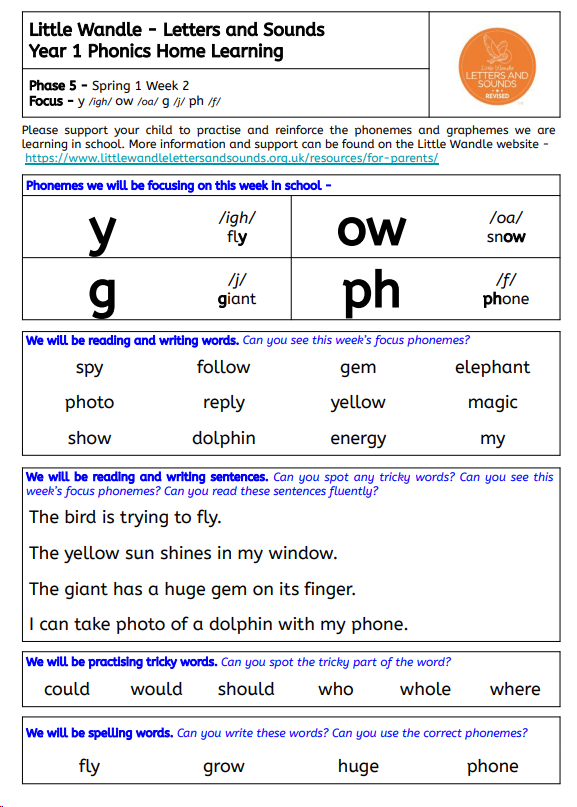 Little Wandle - Letters and Sounds
Year 1 Phonics Home Learning
Little Wandle
LETTERS AND
SOUNDS
REVISED
Phase 5 - Spring 1 Week 2
Focus - y /igh/ ow /oa/ g /j/ ph /f/
Please support your child to practise and reinforce the phonemes and graphemes we are
learning in school. More information and support can be found on the Little Wandle website -
https://www.littlewandlelettersandsounds.org.uk/resources/for-parents/
Phonemes we will be focusing on this week in school -
y /igh/ fly
ow /oa/ snow
g /j/ giant
ph /f/ phone
We will be reading and writing words. Can you see this week's focus phonemes?
spy follow gem elephant
photo reply yellow magic
show dolphin energy my
We will be reading and writing sentences. Can you spot any tricky words? Can you see this
week's focus phonemes? Can you read these sentences fluently?
The bird is trying to fly.
The yellow sun shines in my window.
The giant has a huge gem on its finger.
I can take photo of a dolphin with my phone.
We will be practising tricky words. Can you spot the tricky part of the word?
could would should who whole where
We will be spelling words. Can you write these words? Can you use the correct phonemes?
fly grow huge phone